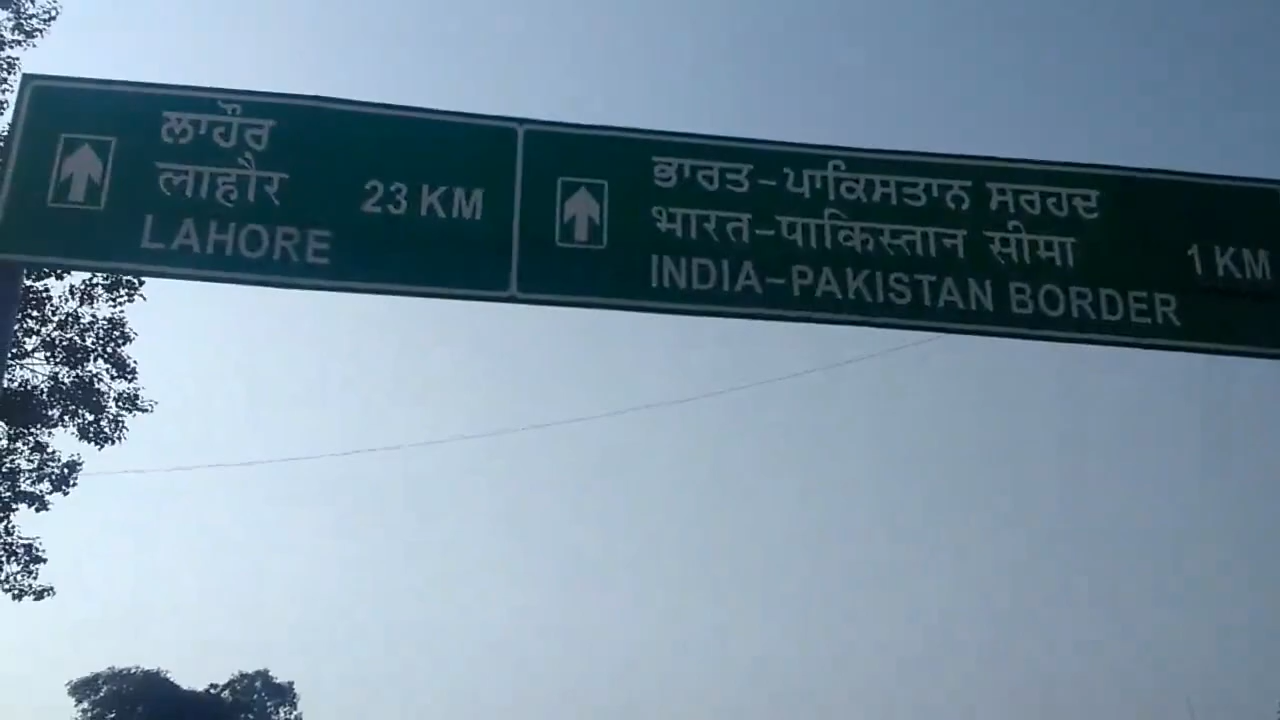 ਲਾਹੌਰ
लाहौर
LAHORE
23 KM
ਭਾਰਤ-ਪਾਕਿਸਤਾਨ ਸਰਹਦ
भारत-पाकिस्तान सीमा
INDIA-PAKISTAN BORDER
1 KM